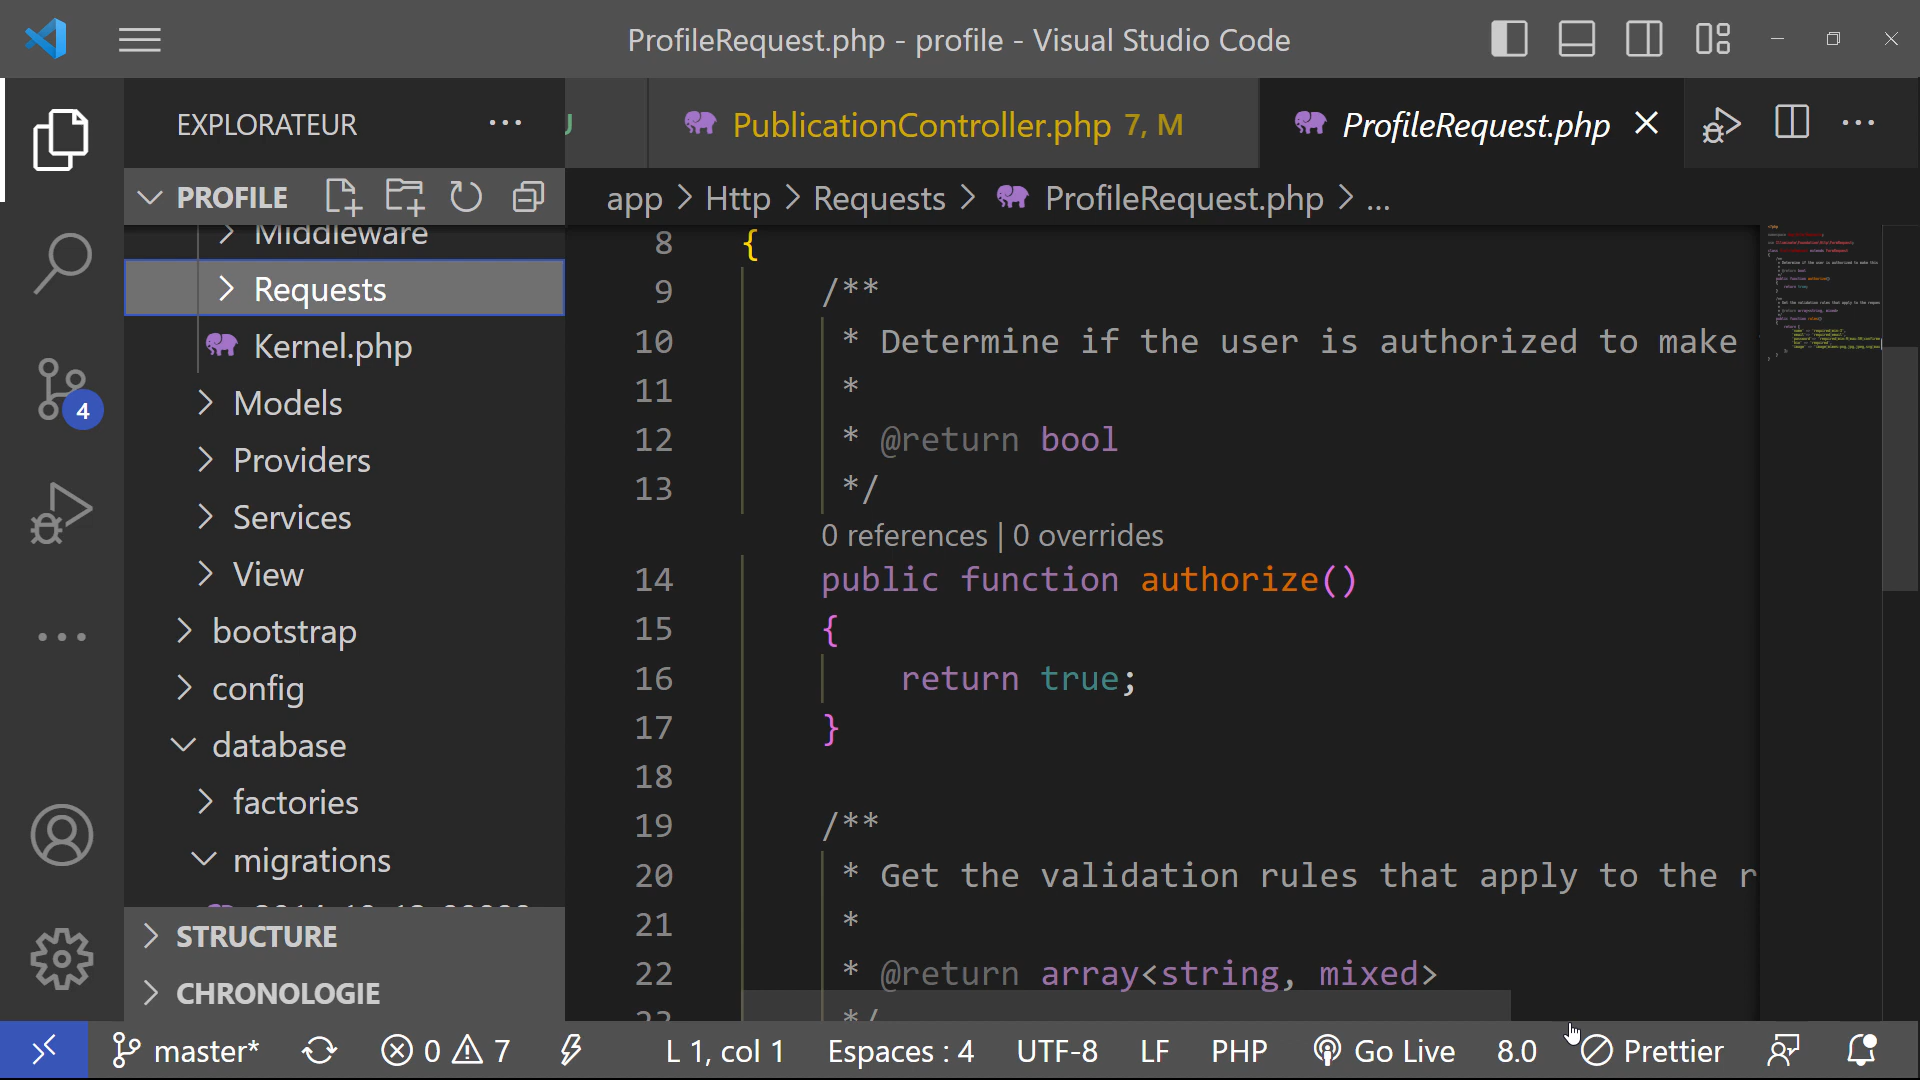 ProfileRequest.php - profile - Visual Studio Code
EXPLORATEUR
PublicationController.php 7, M
ProfileRequest.php
PROFILE
app > Http > Requests > ProfileRequest.php > ...
Middleware
Requests
Kernel.php
Models
Providers
Services
View
bootstrap
config
database
factories
migrations
STRUCTURE
CHRONOLOGIE
4
8 {
9 /**
10 * Determine if the user is authorized to make
11 *
12 * @return bool
13 */
0 references | 0 overrides
14 public function authorize()
15 {
16 return true;
17 }
18
19 /**
20 * Get the validation rules that apply to the r
21 *
22 * @return array<string, mixed>
master* 0 7 L 1, col 1 Espaces : 4 UTF-8 LF PHP Go Live 8.0 Prettier